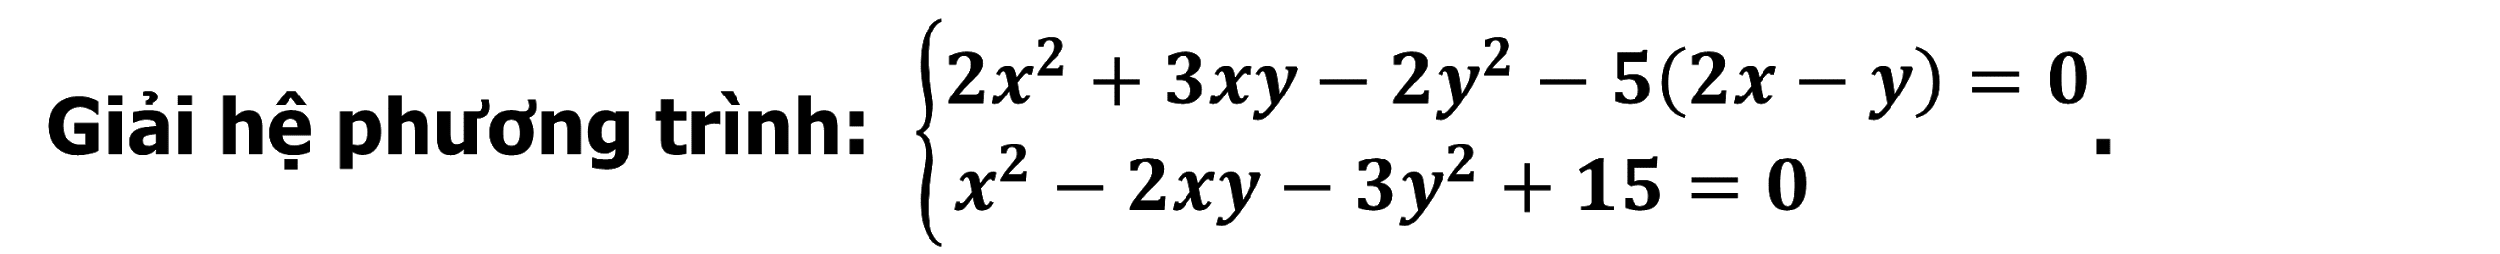 Giải hệ phương trình: { 2x² + 3xy − 2y² − 5(2x − y) = 0
x² − 2xy − 3y² + 15 = 0 .